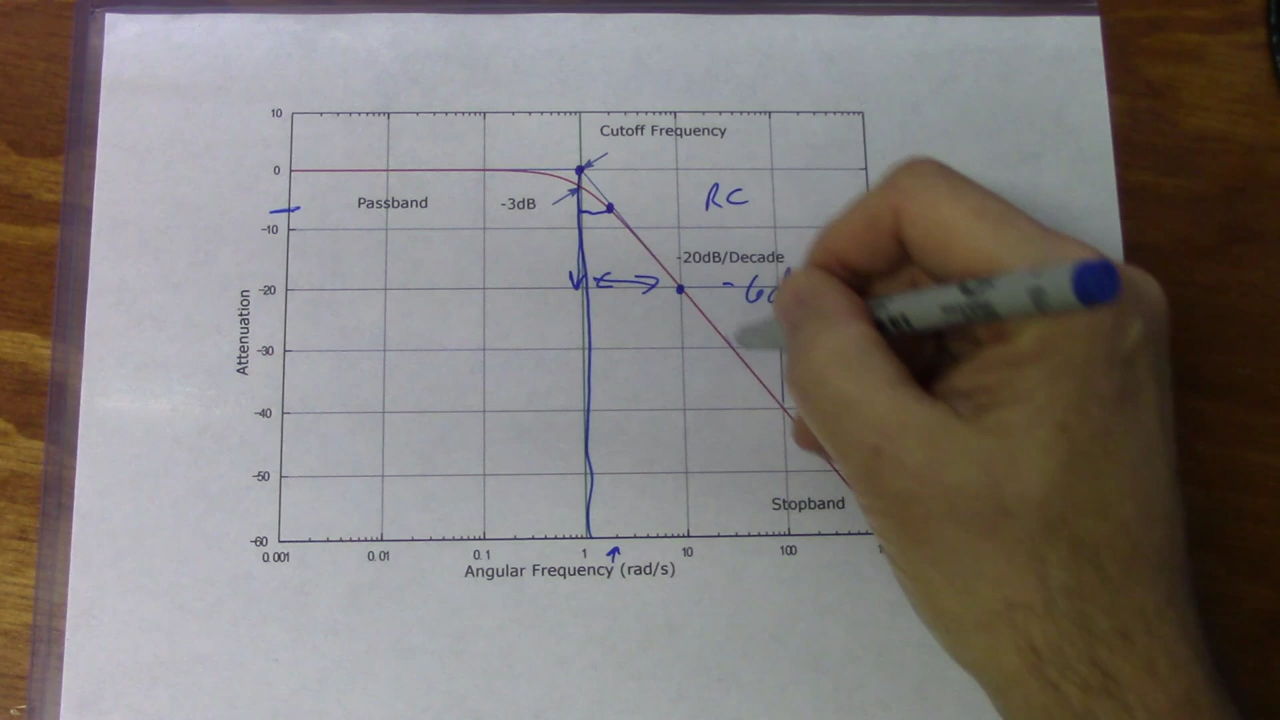 10
Cutoff Frequency
0
Passband
-3dB
RC
-10
-20dB/Decade
-20
-6
-30
Attenuation
-40
-50
Stopband
-60
0.001
0.01
0.1
1
10
100
Angular Frequency (rad/s)